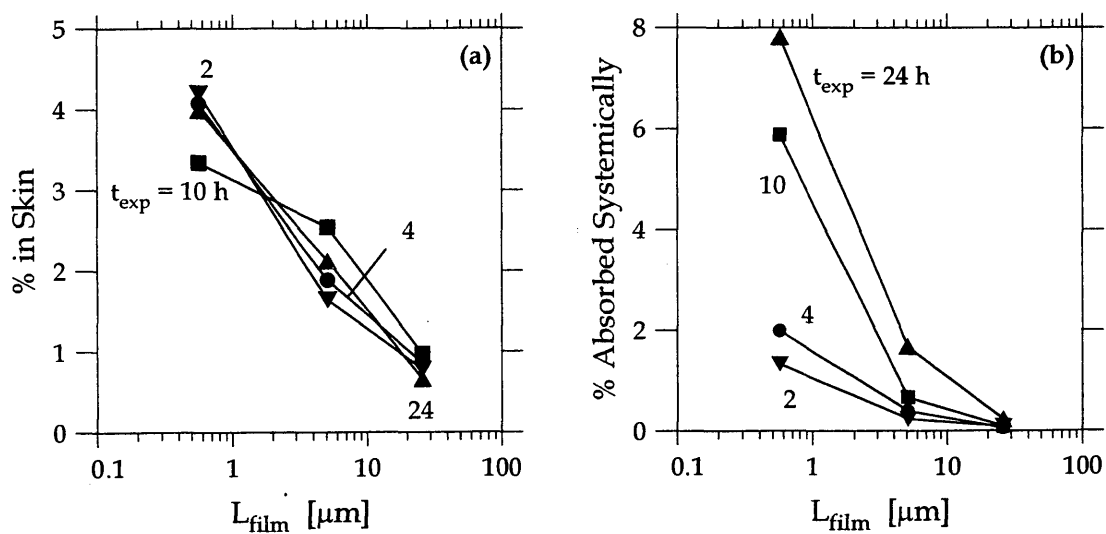 (a)
% in Skin
5
4
3
2
1
0
2
t_exp = 10 h
4
24
0.1 1 10 100
L_film [μm]
(b)
% Absorbed Systemically
8
6
4
2
0
t_exp = 24 h
10
4
2
0.1 1 10 100
L_film [μm]